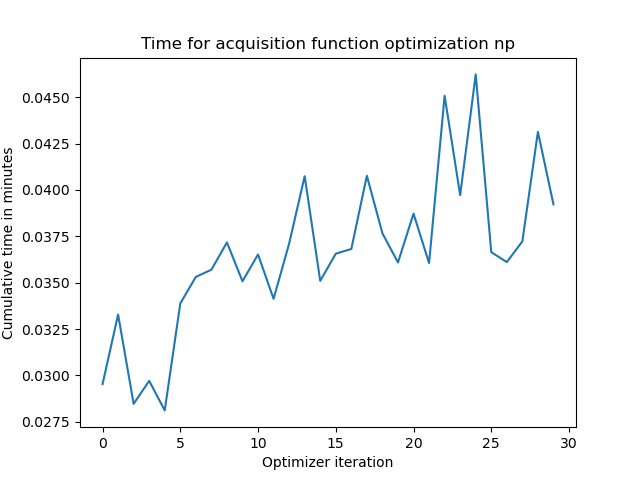 Time for acquisition function optimization np
Cumulative time in minutes
0.0450
0.0425
0.0400
0.0375
0.0350
0.0325
0.0300
0.0275
0 5 10 15 20 25 30
Optimizer iteration